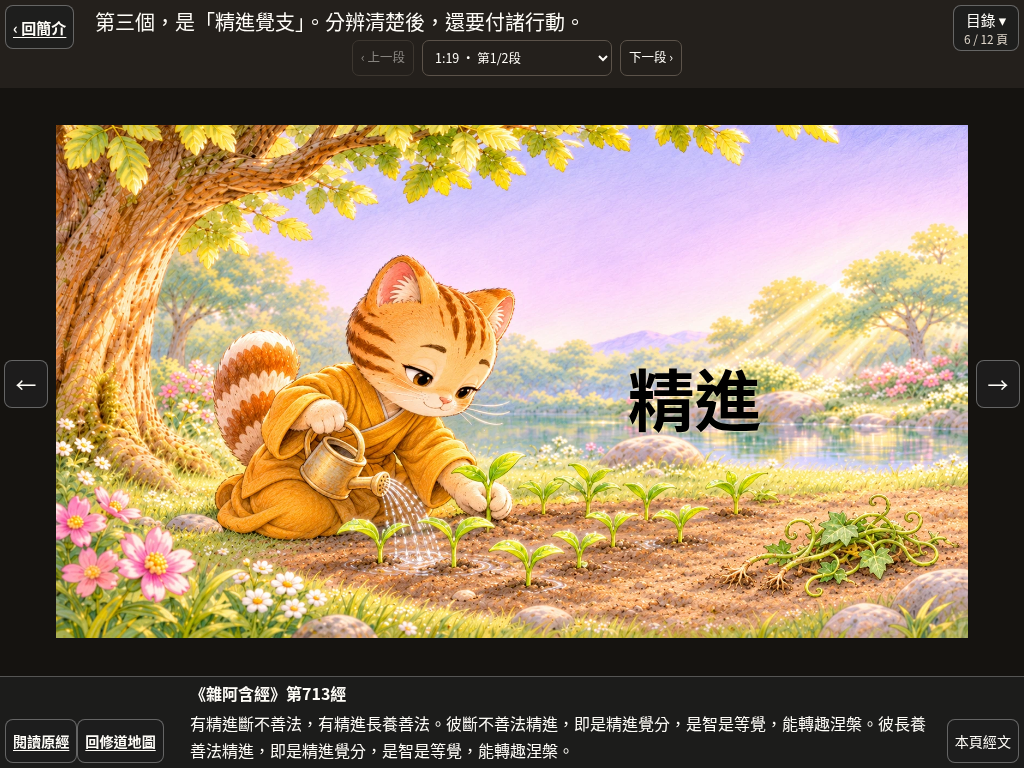 ‹ 回簡介
第三個，是「精進覺支」。分辨清楚後，還要付諸行動。
目錄 ▾
6 / 12 頁
‹ 上一段
1:19 · 第1/2段
下一段 ›
←
精進
→
《雜阿含經》第713經
有精進斷不善法，有精進長養善法。彼斷不善法精進，即是精進覺分，是智是等覺，能轉趣涅槃。彼長養
善法精進，即是精進覺分，是智是等覺，能轉趣涅槃。
閱讀原經
回修道地圖
本頁經文